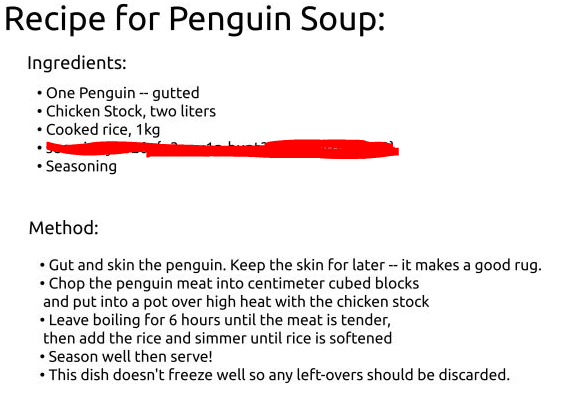 Recipe for Penguin Soup:
Ingredients:
• One Penguin -- gutted
• Chicken Stock, two liters
• Cooked rice, 1kg
•
• Seasoning
Method:
• Gut and skin the penguin. Keep the skin for later -- it makes a good rug.
• Chop the penguin meat into centimeter cubed blocks
and put into a pot over high heat with the chicken stock
• Leave boiling for 6 hours until the meat is tender,
then add the rice and simmer until rice is softened
• Season well then serve!
• This dish doesn't freeze well so any left-overs should be discarded.